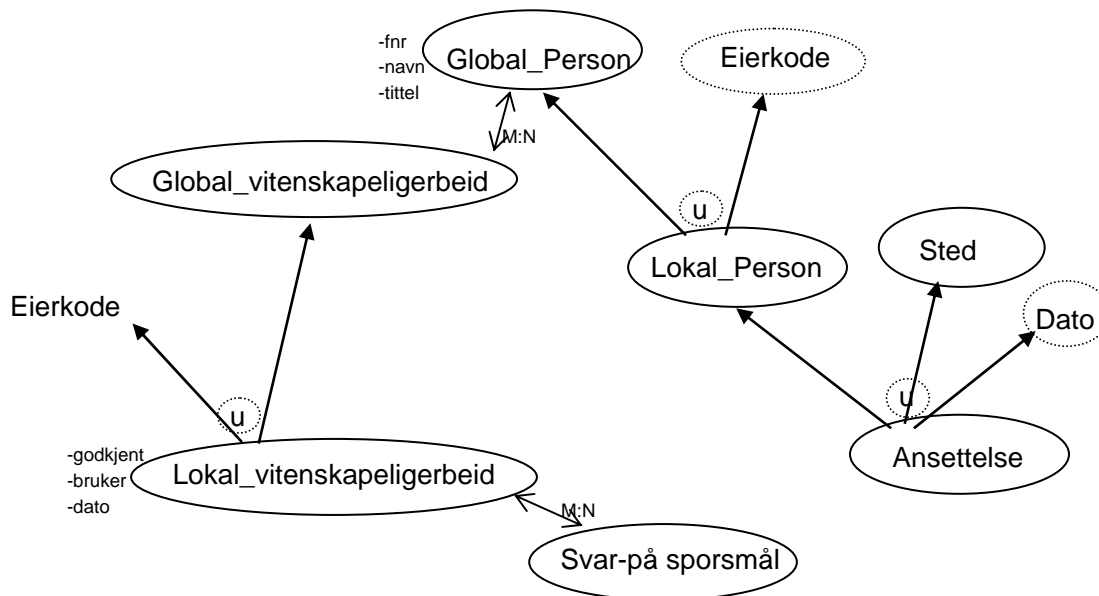 -fnr
Global_Person
-navn
-tittel
Eierkode
M:N
Global_vitenskapeligerbeid
u
Lokal_Person
Sted
Eierkode
Dato
u
u
Ansettelse
-godkjent
Lokal_vitenskapeligerbeid
-bruker
-dato
M:N
Svar-på sporsmål